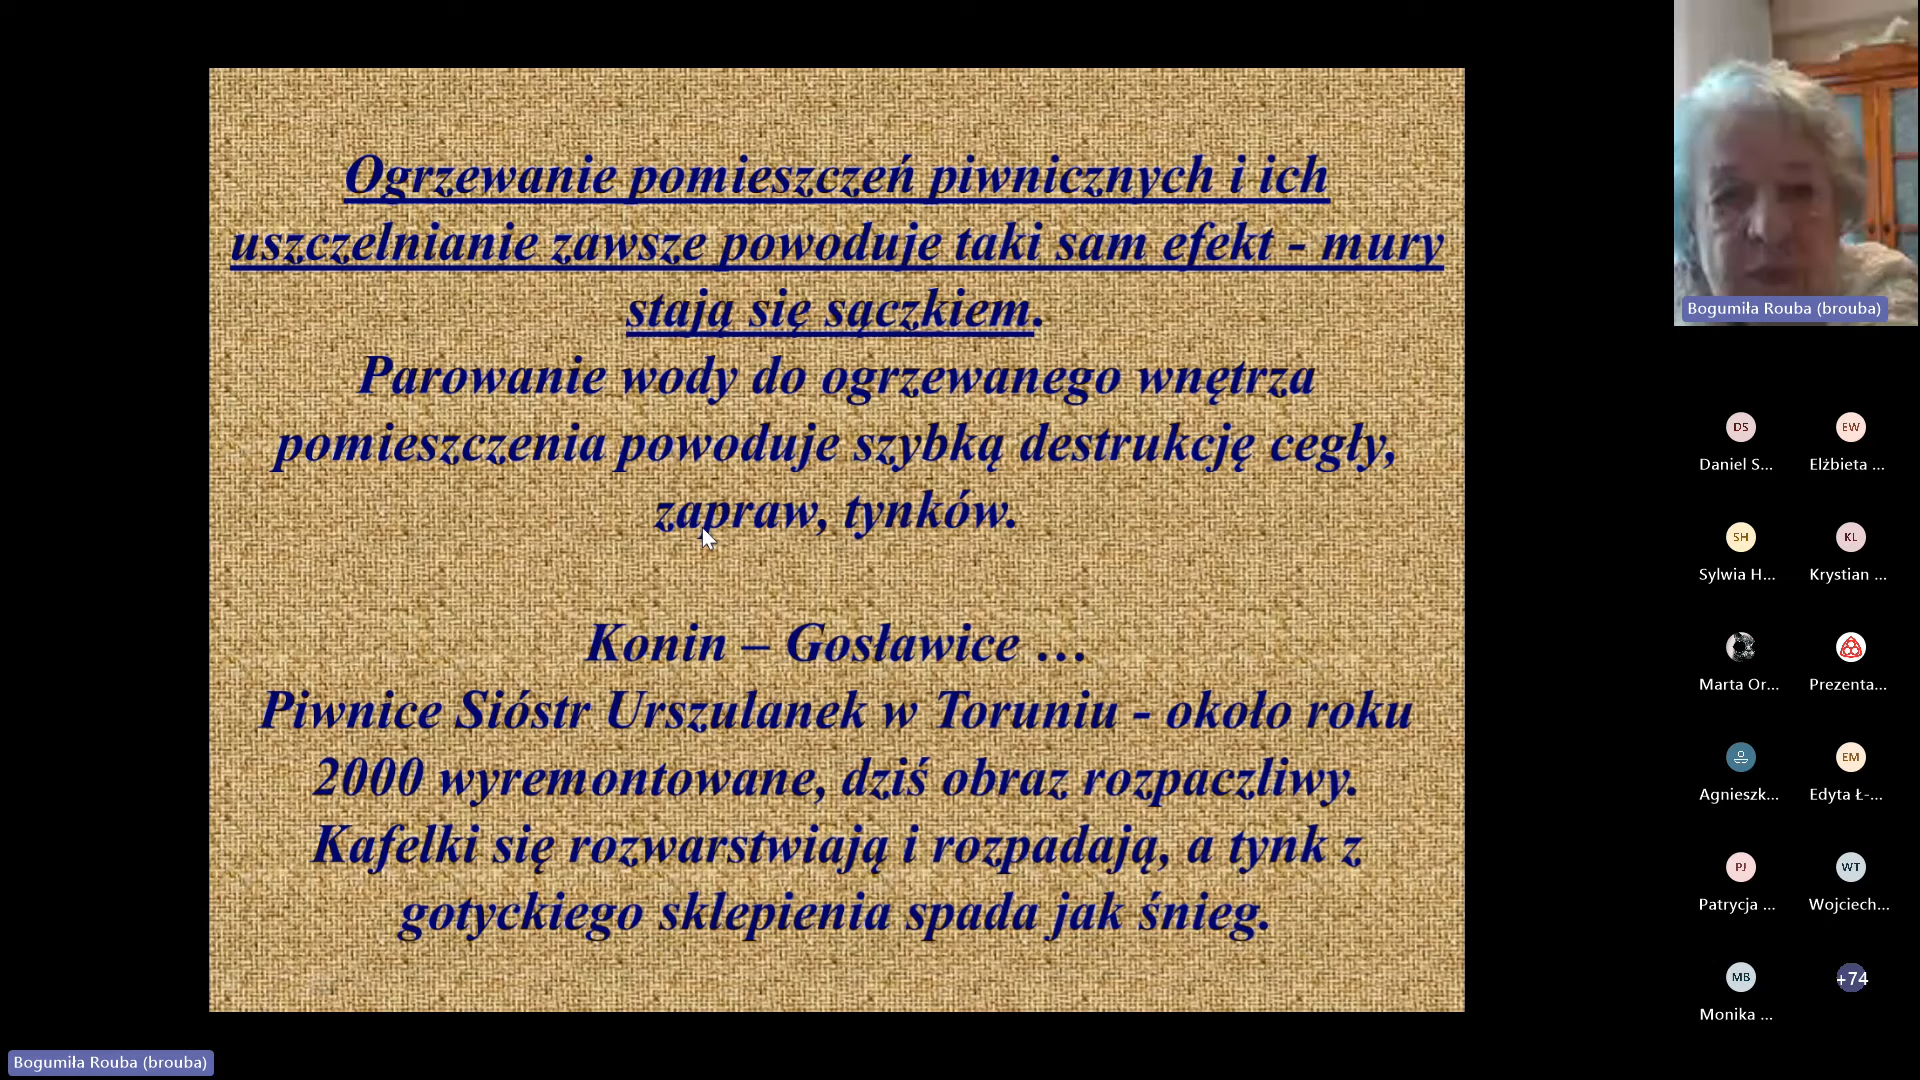 Ogrzewanie pomieszczeń piwnicznych i ich
uszczelnianie zawsze powoduje taki sam efekt - mury
stają się sączkiem.
Parowanie wody do ogrzewanego wnętrza
pomieszczenia powoduje szybką destrukcję cegły,
zapraw, tynków.
Konin – Gosławice …
Piwnice Sióstr Urszulanek w Toruniu - około roku
2000 wyremontowane, dziś obraz rozpaczliwy.
Kafelki się rozwarstwiają i rozpadają, a tynk z
gotyckiego sklepienia spada jak śnieg.
Bogumiła Rouba (brouba)
DS
EW
Daniel S...
Elżbieta ...
SH
KL
Sylwia H...
Krystian ...
Marta Or...
Prezenta...
EM
Agnieszk...
Edyta Ł-...
PJ
WT
Patrycja ...
Wojciech...
MB
+74
Monika ...
Bogumiła Rouba (brouba)